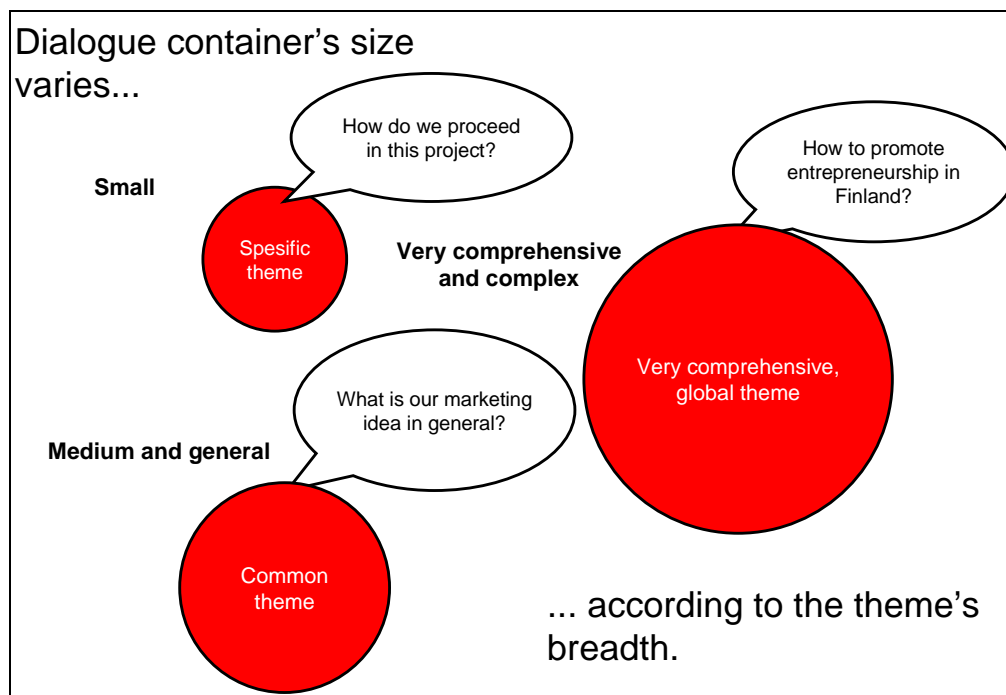 Dialogue container’s size
varies...
How do we proceed
in this project?
Small
Spesific
theme
How to promote
entrepreneurship in
Finland?
Very comprehensive
and complex
Very comprehensive,
global theme
What is our marketing
idea in general?
Medium and general
Common
theme
... according to the theme’s
breadth.